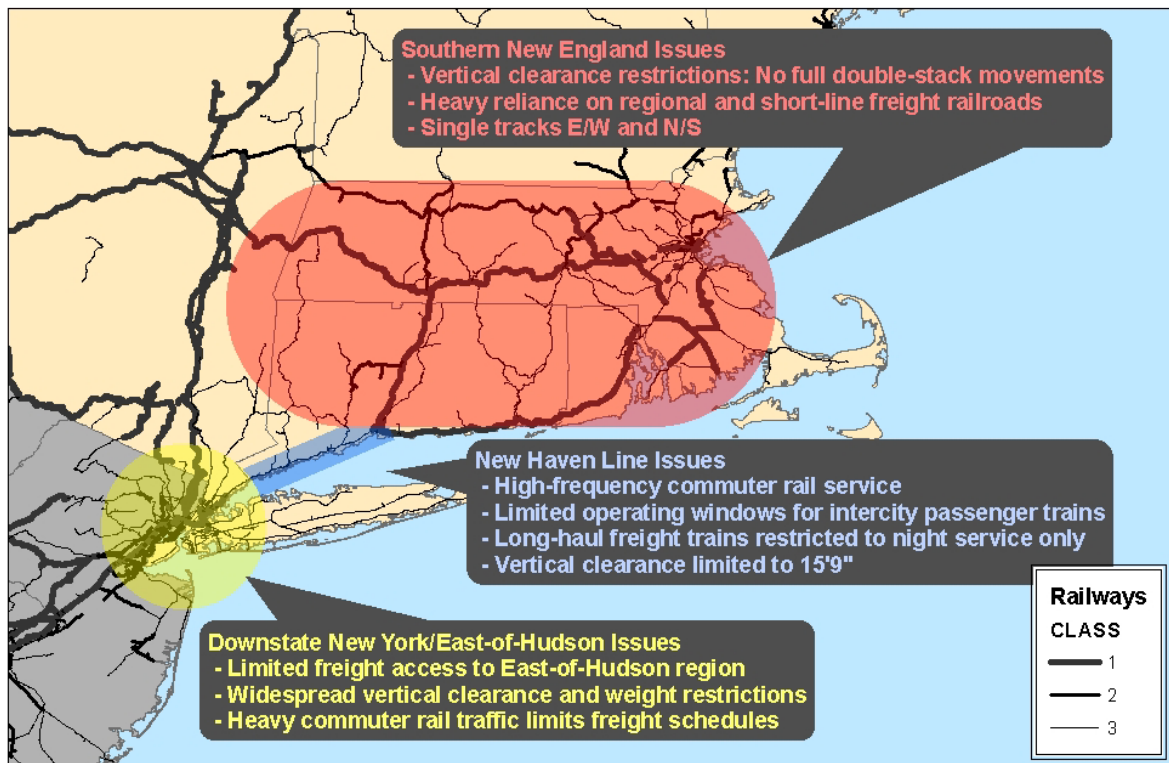 Southern New England Issues
- Vertical clearance restrictions: No full double-stack movements
- Heavy reliance on regional and short-line freight railroads
- Single tracks E/W and N/S
New Haven Line Issues
- High-frequency commuter rail service
- Limited operating windows for intercity passenger trains
- Long-haul freight trains restricted to night service only
- Vertical clearance limited to 15'9"
Downstate New York/East-of-Hudson Issues
- Limited freight access to East-of-Hudson region
- Widespread vertical clearance and weight restrictions
- Heavy commuter rail traffic limits freight schedules
Railways
CLASS
1
2
3